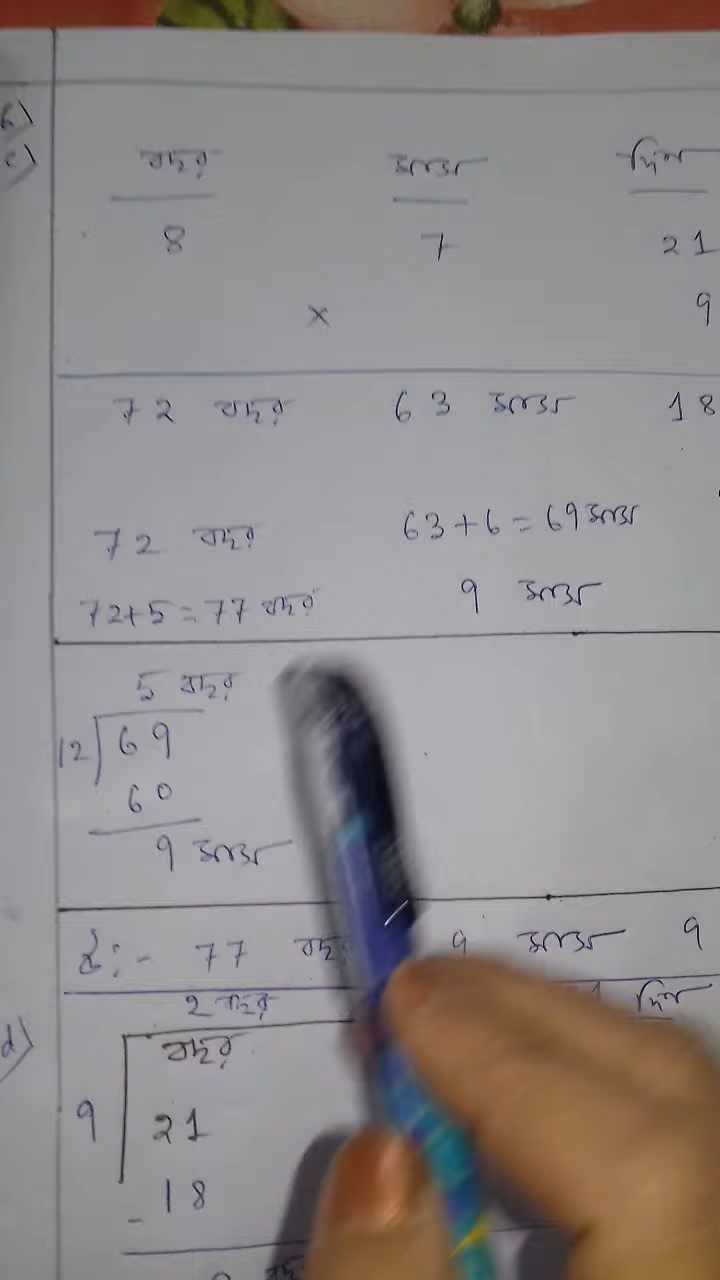 c) বছর মাস দিন
8 7 21
× 9
72 বছর 63 মাস 18
72 বছর 63+6=69 মাস
72+5=77 বছর 9 মাস
5 বছর
12 69
60
9 মাস
উ:- 77 9 মাস 9
2 বছর দিন
d) বছর
9 21
- 18